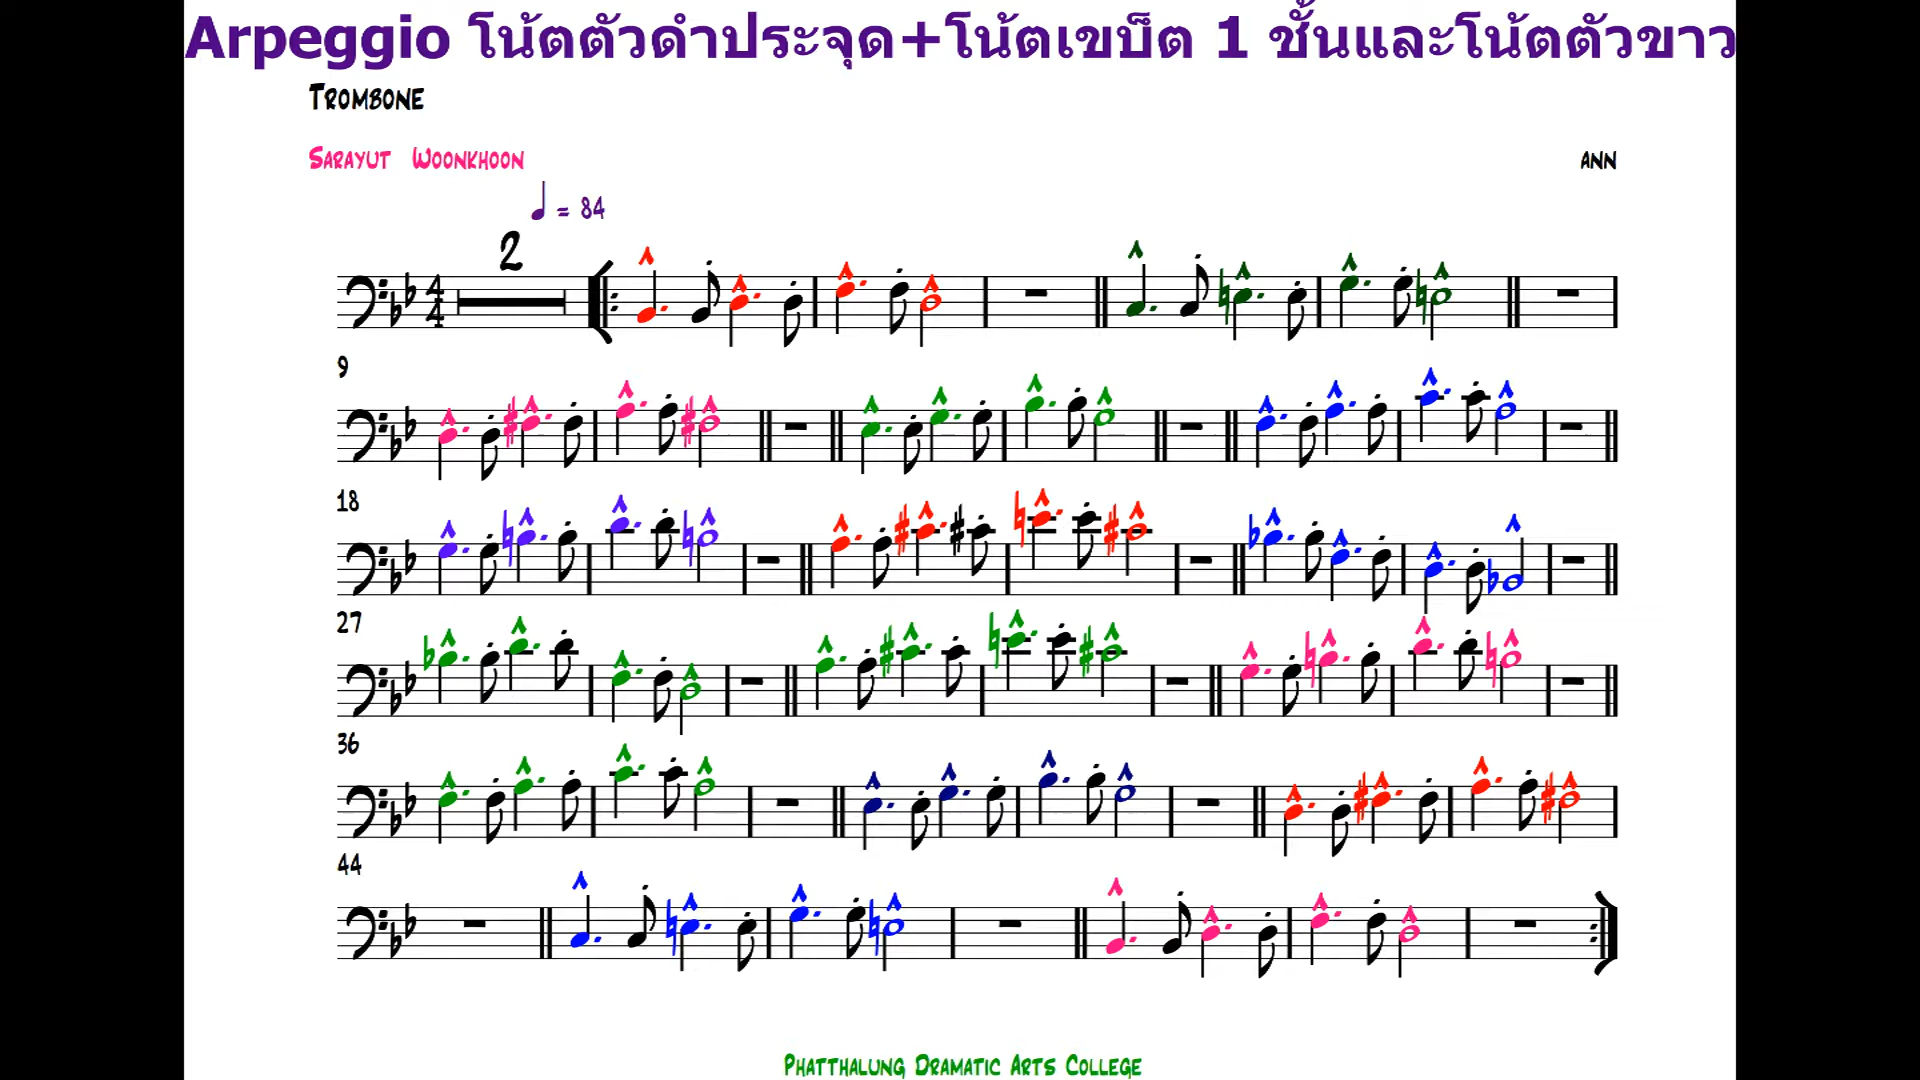 Arpeggio โน้ตตัวดำประจุด+โน้ตเขบ็ต 1 ชั้นและโน้ตตัวขาว
TROMBONE
SARAYUT WOONKHOON
ANN
= 84
2
4
4
9
18
27
36
44
PHATTHALUNG DRAMATIC ARTS COLLEGE